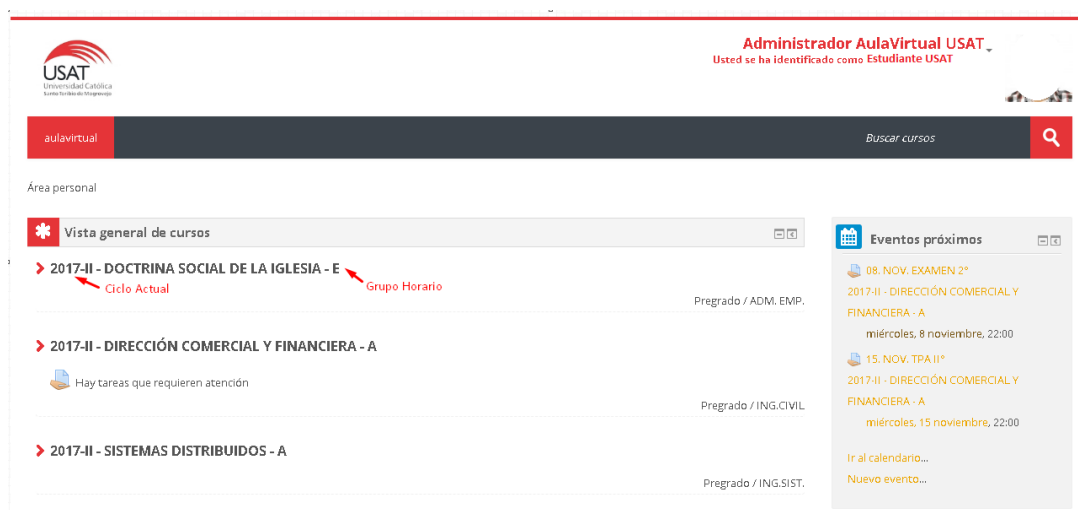 USAT
Universidad Católica
Santo Toribio de Mogrovejo
Administrador AulaVirtual USAT
Usted se ha identificado como Estudiante USAT
aulavirtual
Buscar cursos
Área personal
Vista general de cursos
2017-II - DOCTRINA SOCIAL DE LA IGLESIA - E
Ciclo Actual
Grupo Horario
Pregrado / ADM. EMP.
2017-II - DIRECCIÓN COMERCIAL Y FINANCIERA - A
Hay tareas que requieren atención
Pregrado / ING.CIVIL
2017-II - SISTEMAS DISTRIBUIDOS - A
Pregrado / ING.SIST.
Eventos próximos
08. NOV. EXAMEN 2°
2017-II - DIRECCIÓN COMERCIAL Y
FINANCIERA - A
miércoles, 8 noviembre, 22:00
15. NOV. TPA II°
2017-II - DIRECCIÓN COMERCIAL Y
FINANCIERA - A
miércoles, 15 noviembre, 22:00
Ir al calendario...
Nuevo evento...